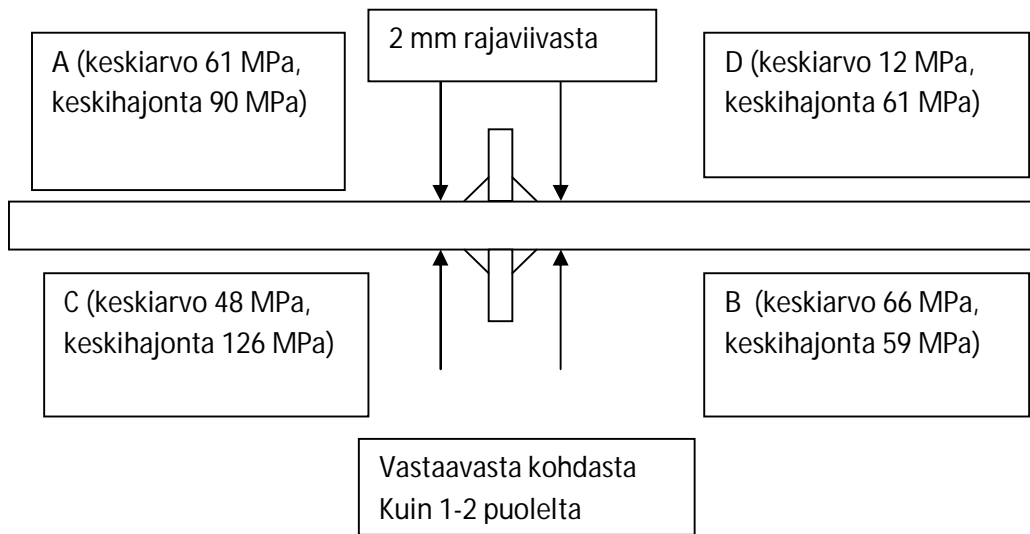 A (keskiarvo 61 MPa,
keskihajonta 90 MPa)
2 mm rajaviivasta
D (keskiarvo 12 MPa,
keskihajonta 61 MPa)
C (keskiarvo 48 MPa,
keskihajonta 126 MPa)
B (keskiarvo 66 MPa,
keskihajonta 59 MPa)
Vastaavasta kohdasta
Kuin 1-2 puolelta